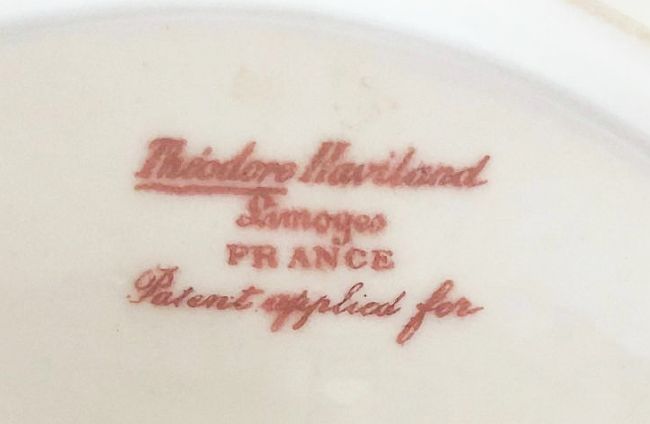 Théodore Haviland
Limoges
FRANCE
Patent applied for